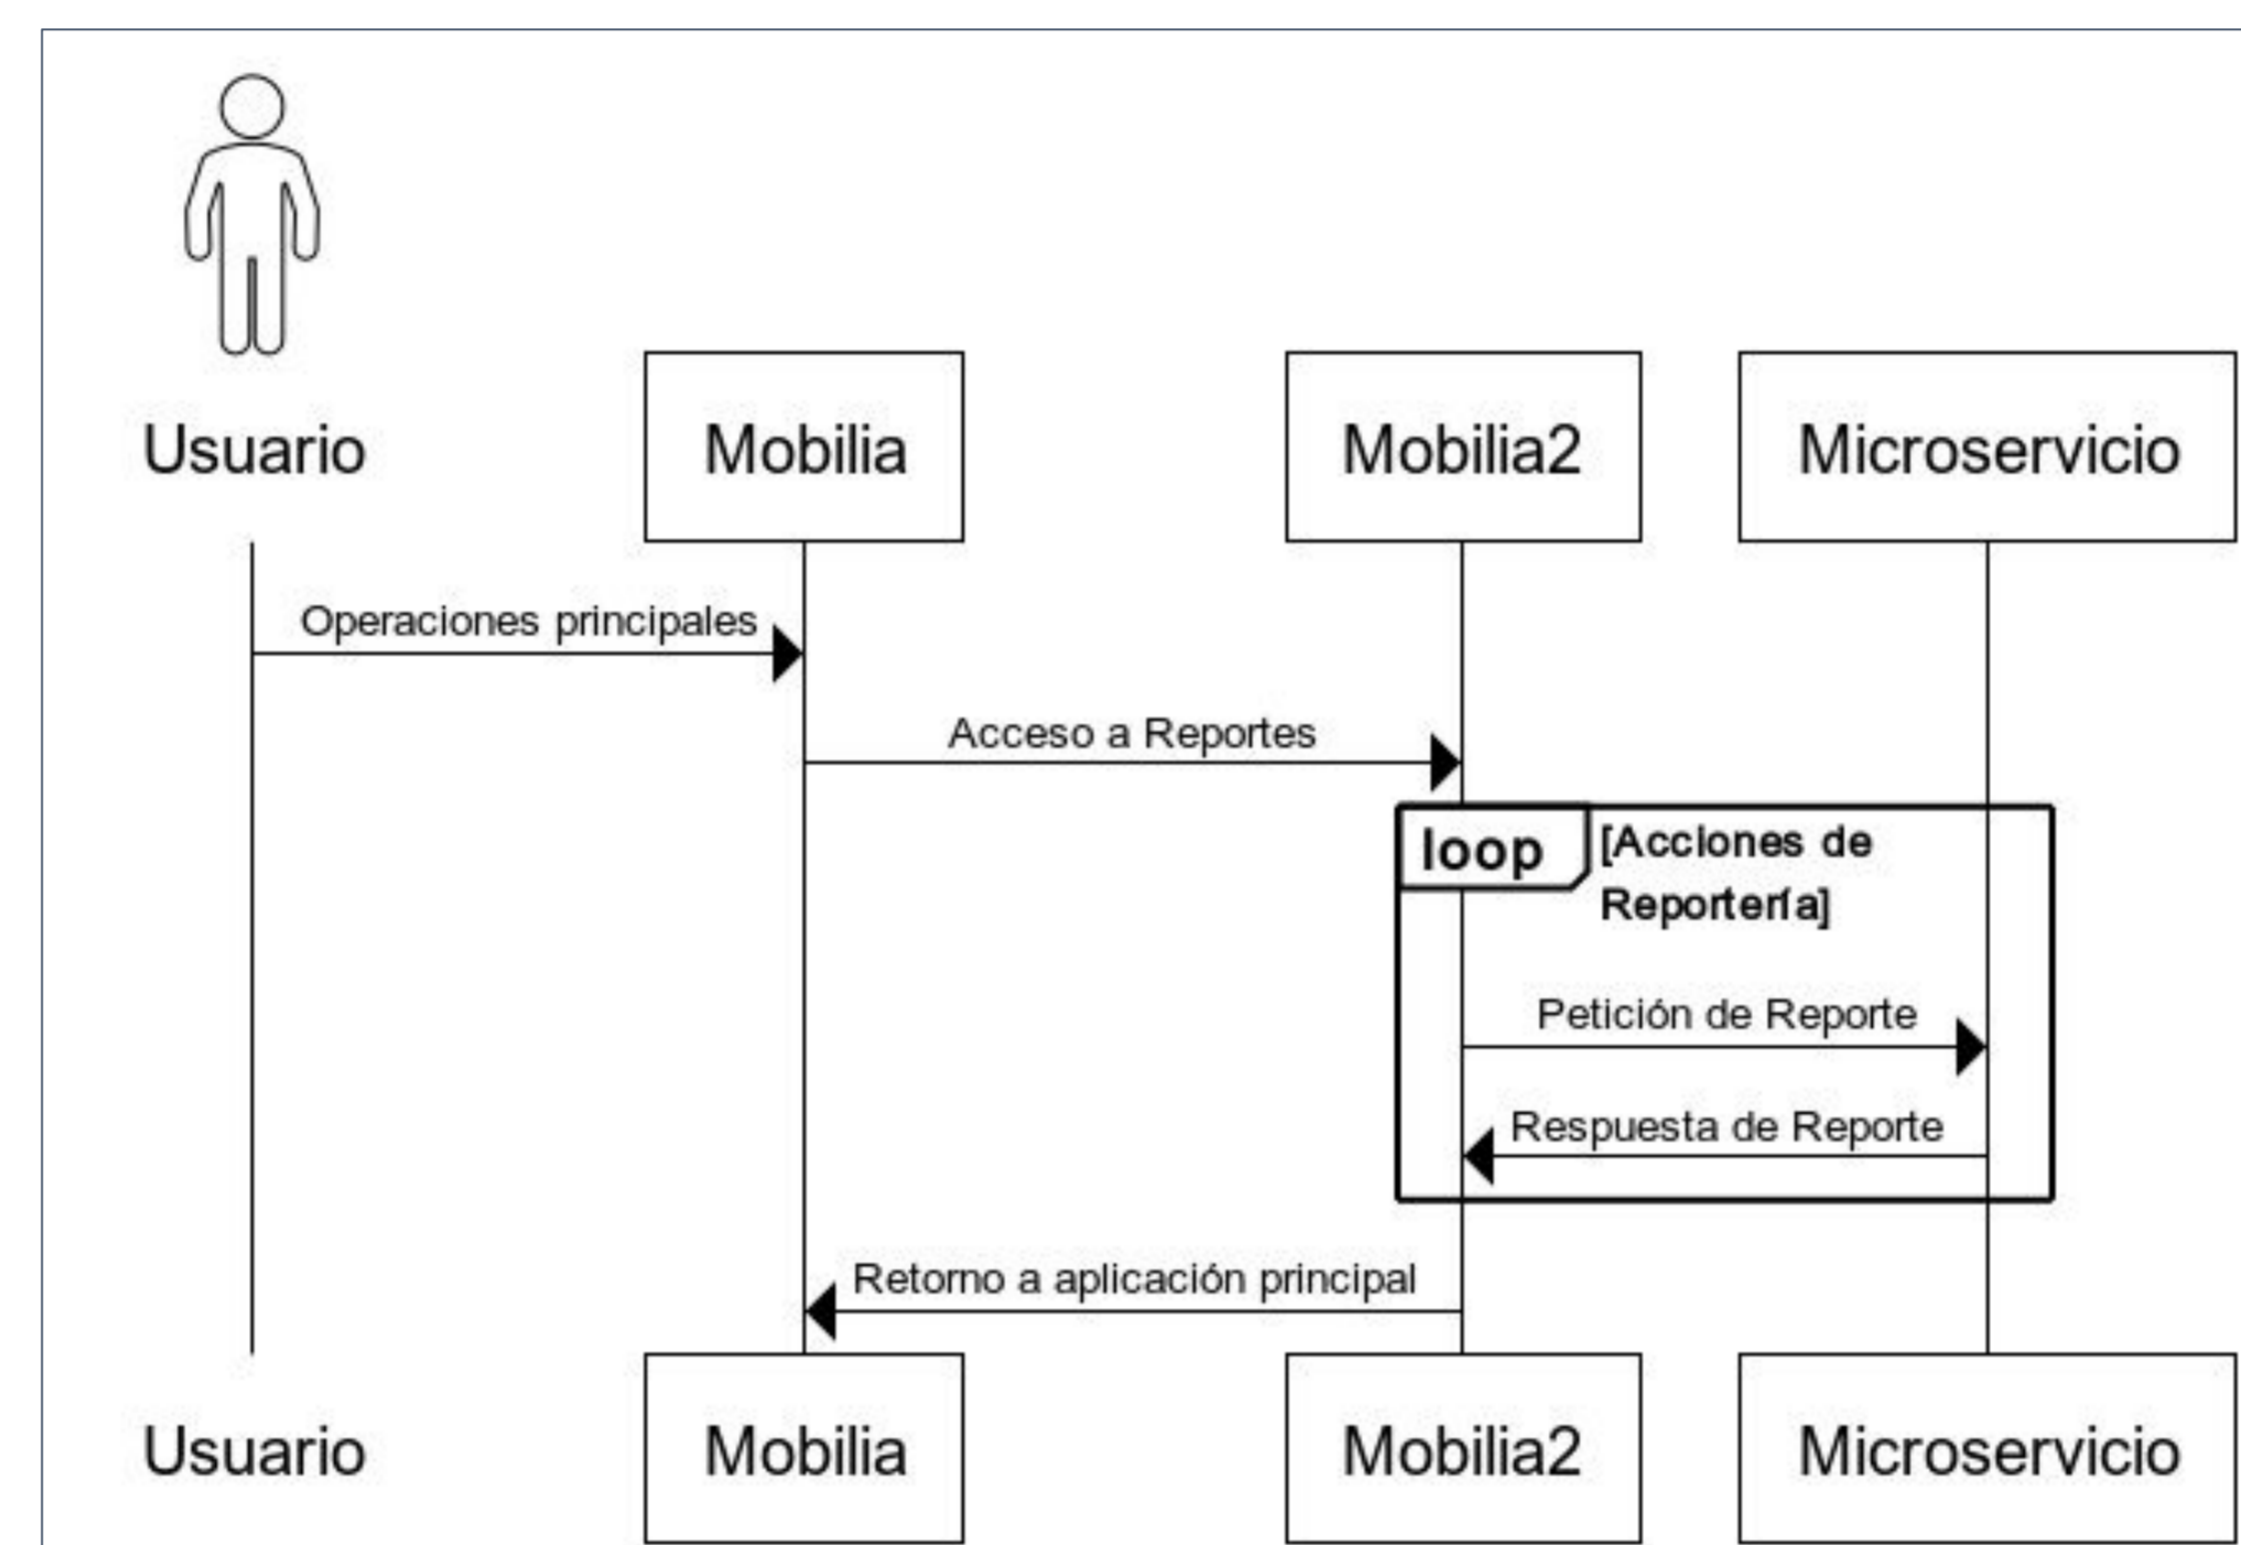 Usuario
Mobilia
Mobilia2
Microservicio
Operaciones principales
Acceso a Reportes
loop
[Acciones de
Reportería]
Petición de Reporte
Respuesta de Reporte
Retorno a aplicación principal
Usuario
Mobilia
Mobilia2
Microservicio